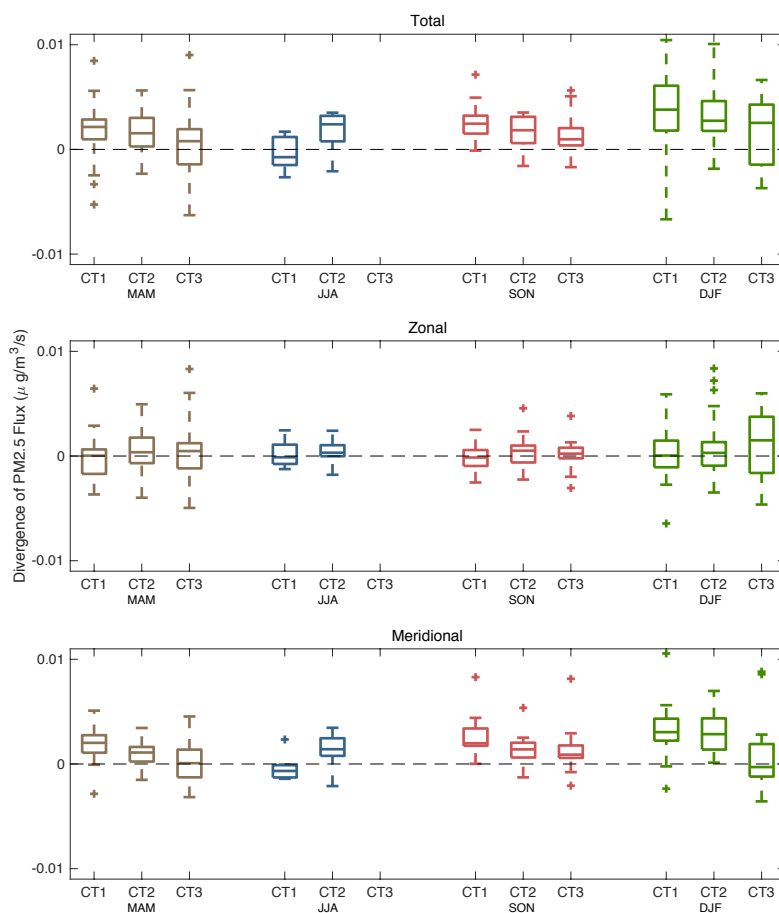 Total
0.01
0
-0.01
CT1 CT2 CT3 CT1 CT2 CT3 CT1 CT2 CT3 CT1 CT2 CT3
MAM JJA SON DJF
Divergence of PM2.5 Flux (μ g/m³/s)
Zonal
0.01
0
-0.01
CT1 CT2 CT3 CT1 CT2 CT3 CT1 CT2 CT3 CT1 CT2 CT3
MAM JJA SON DJF
Meridional
0.01
0
-0.01
CT1 CT2 CT3 CT1 CT2 CT3 CT1 CT2 CT3 CT1 CT2 CT3
MAM JJA SON DJF